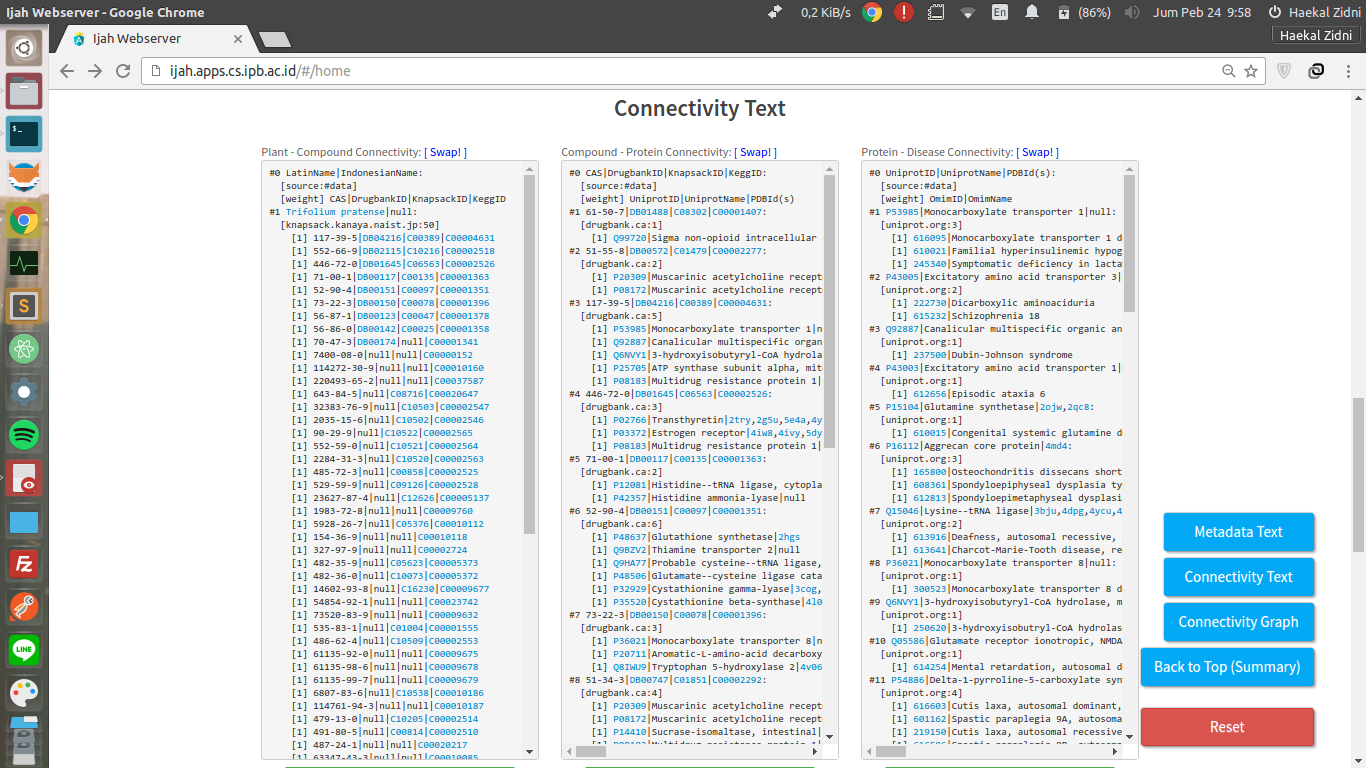 Ijah Webserver - Google Chrome
0,2 KiB/s
En
(86%)
Jum Peb 24 9:58
Haekal Zidni
Ijah Webserver
Haekal Zidni
ijah.apps.cs.ipb.ac.id/#/home
Connectivity Text
Plant - Compound Connectivity: [ Swap! ]
#0 LatinName|IndonesianName:
[source:#data]
[weight] CAS|DrugbankID|KnapsackID|KeggID
#1 Trifolium pratense|null:
[knapsack.kanaya.naist.jp:50]
[1] 117-39-5|DB04216|C00389|C00004631
[1] 552-66-9|DB02115|C10216|C00002518
[1] 446-72-0|DB01645|C06563|C00002526
[1] 71-00-1|DB00117|C00135|C00001363
[1] 52-90-4|DB00151|C00097|C00001351
[1] 73-22-3|DB00150|C00078|C00001396
[1] 56-87-1|DB00123|C00047|C00001378
[1] 56-86-0|DB00142|C00025|C00001358
[1] 70-47-3|DB00174|null|C00001341
[1] 7400-08-0|null|null|C00000152
[1] 114272-30-9|null|null|C00010160
[1] 220493-65-2|null|null|C00037587
[1] 643-84-5|null|C08716|C00020647
[1] 32383-76-9|null|C10503|C00002547
[1] 2035-15-6|null|C10502|C00002546
[1] 90-29-9|null|C10522|C00002565
[1] 552-59-0|null|C10521|C00002564
[1] 2284-31-3|null|C10520|C00002563
[1] 485-72-3|null|C00858|C00002525
[1] 529-59-9|null|C09126|C00002528
[1] 23627-87-4|null|C12626|C00005137
[1] 1983-72-8|null|null|C00009760
[1] 5928-26-7|null|C05376|C00010112
[1] 154-36-9|null|null|C00010118
[1] 327-97-9|null|null|C00002724
[1] 482-35-9|null|C05623|C00005373
[1] 482-36-0|null|C10073|C00005372
[1] 14602-93-8|null|C16230|C00009677
[1] 54854-92-1|null|null|C00023742
[1] 73520-83-9|null|null|C00009632
[1] 535-83-1|null|C01004|C00001555
[1] 486-62-4|null|C10509|C00002553
[1] 61135-92-0|null|null|C00009675
[1] 61135-98-6|null|null|C00009678
[1] 61135-99-7|null|null|C00009679
[1] 6807-83-6|null|C10538|C00010186
[1] 114761-94-3|null|null|C00010187
[1] 479-13-0|null|C10205|C00002514
[1] 491-80-5|null|C00814|C00002510
[1] 487-24-1|null|null|C00020217
[1] 63347-43-3|null|null|C00010085
Compound - Protein Connectivity: [ Swap! ]
#0 CAS|DrugbankID|KnapsackID|KeggID:
[source:#data]
[weight] UniprotID|UniprotName|PDBId(s)
#1 61-50-7|DB01488|C08302|C00001407:
[drugbank.ca:1]
[1] Q99720|Sigma non-opioid intracellular
#2 51-55-8|DB00572|C01479|C00002277:
[drugbank.ca:2]
[1] P20309|Muscarinic acetylcholine recept
[1] P08172|Muscarinic acetylcholine recept
#3 117-39-5|DB04216|C00389|C00004631:
[drugbank.ca:5]
[1] P53985|Monocarboxylate transporter 1|n
[1] Q92887|Canalicular multispecific organ
[1] Q6NVY1|3-hydroxyisobutyryl-CoA hydrola
[1] P25705|ATP synthase subunit alpha, mit
[1] P08183|Multidrug resistance protein 1|
#4 446-72-0|DB01645|C06563|C00002526:
[drugbank.ca:3]
[1] P02766|Transthyretin|2try,2g5u,5e4a,4y
[1] P03372|Estrogen receptor|4iw8,4ivy,5dy
[1] P08183|Multidrug resistance protein 1|
#5 71-00-1|DB00117|C00135|C00001363:
[drugbank.ca:2]
[1] P12081|Histidine--tRNA ligase, cytopla
[1] P42357|Histidine ammonia-lyase|null
#6 52-90-4|DB00151|C00097|C00001351:
[drugbank.ca:6]
[1] P48637|Glutathione synthetase|2hgs
[1] Q9BZV2|Thiamine transporter 2|null
[1] Q9HA77|Probable cysteine--tRNA ligase,
[1] P48506|Glutamate--cysteine ligase cata
[1] P32929|Cystathionine gamma-lyase|3cog,
[1] P35520|Cystathionine beta-synthase|4l0
#7 73-22-3|DB00150|C00078|C00001396:
[drugbank.ca:3]
[1] P36021|Monocarboxylate transporter 8|n
[1] P20711|Aromatic-L-amino-acid decarboxy
[1] Q8IWU9|Tryptophan 5-hydroxylase 2|4v06
#8 51-34-3|DB00747|C01851|C00002292:
[drugbank.ca:4]
[1] P20309|Muscarinic acetylcholine recept
[1] P08172|Muscarinic acetylcholine recept
[1] P14410|Sucrase-isomaltase, intestinal|
[1] P08183|Multidrug resistance protein 1|
Protein - Disease Connectivity: [ Swap! ]
#0 UniprotID|UniprotName|PDBId(s):
[source:#data]
[weight] OmimID|OmimName
#1 P53985|Monocarboxylate transporter 1|null:
[uniprot.org:3]
[1] 616095|Monocarboxylate transporter 1 d
[1] 610021|Familial hyperinsulinemic hypog
[1] 245340|Symptomatic deficiency in lacta
#2 P43005|Excitatory amino acid transporter 3|
[uniprot.org:2]
[1] 222730|Dicarboxylic aminoaciduria
[1] 615232|Schizophrenia 18
#3 Q92887|Canalicular multispecific organic an
[uniprot.org:1]
[1] 237500|Dubin-Johnson syndrome
#4 P43003|Excitatory amino acid transporter 1|
[uniprot.org:1]
[1] 612656|Episodic ataxia 6
#5 P15104|Glutamine synthetase|2ojw,2qc8:
[uniprot.org:1]
[1] 610015|Congenital systemic glutamine d
#6 P16112|Aggrecan core protein|4md4:
[uniprot.org:3]
[1] 165800|Osteochondritis dissecans short
[1] 608361|Spondyloepiphyseal dysplasia ty
[1] 612813|Spondyloepimetaphyseal dysplasi
#7 Q15046|Lysine--tRNA ligase|3bju,4dpg,4ycu,4
[uniprot.org:2]
[1] 613916|Deafness, autosomal recessive,
[1] 613641|Charcot-Marie-Tooth disease, re
#8 P36021|Monocarboxylate transporter 8|null:
[uniprot.org:1]
[1] 300523|Monocarboxylate transporter 8 d
#9 Q6NVY1|3-hydroxyisobutyryl-CoA hydrolase, m
[uniprot.org:1]
[1] 250620|3-hydroxyisobutryl-CoA hydrolas
#10 Q05586|Glutamate receptor ionotropic, NMDA
[uniprot.org:1]
[1] 614254|Mental retardation, autosomal d
#11 P54886|Delta-1-pyrroline-5-carboxylate syn
[uniprot.org:4]
[1] 616603|Cutis laxa, autosomal dominant,
[1] 601162|Spastic paraplegia 9A, autosoma
[1] 219150|Cutis laxa, autosomal recessive
Metadata Text
Connectivity Text
Connectivity Graph
Back to Top (Summary)
Reset